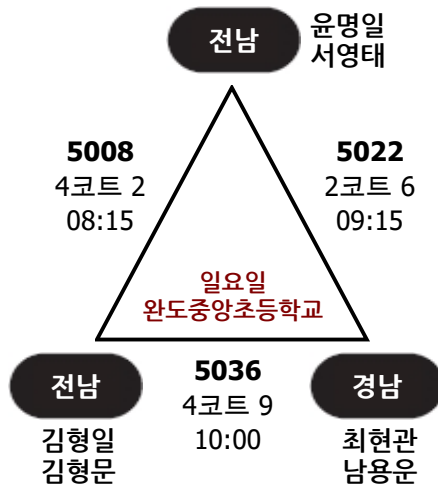 전남
윤명일
서영태
5008
4코트 2
08:15
5022
2코트 6
09:15
일요일
완도중앙초등학교
전남
김형일
김형문
5036
4코트 9
10:00
경남
최현관
남용운